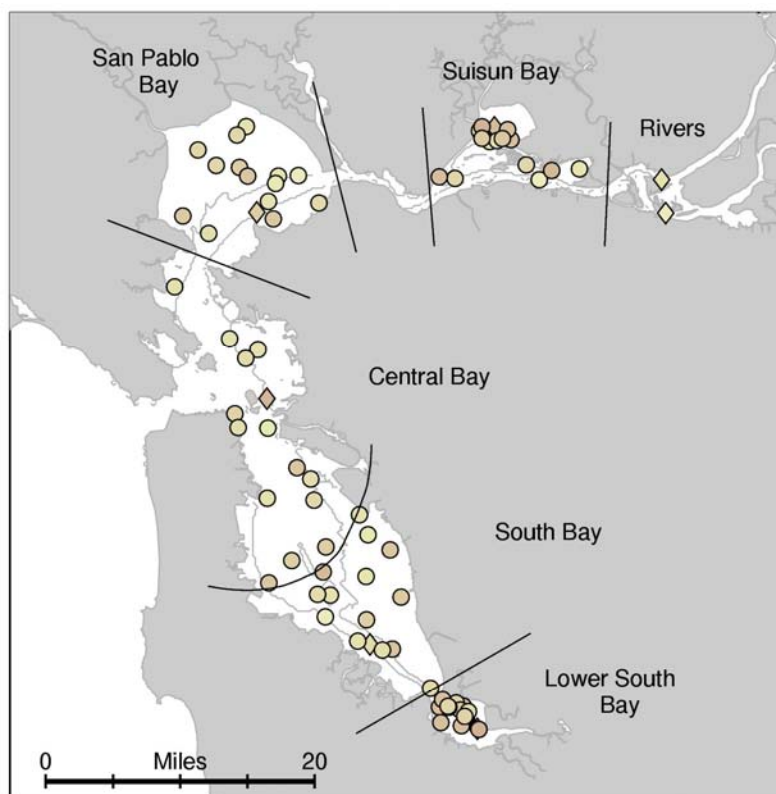 San Pablo
Bay
Suisun Bay
Rivers
Central Bay
South Bay
Lower South
Bay
0 Miles 20